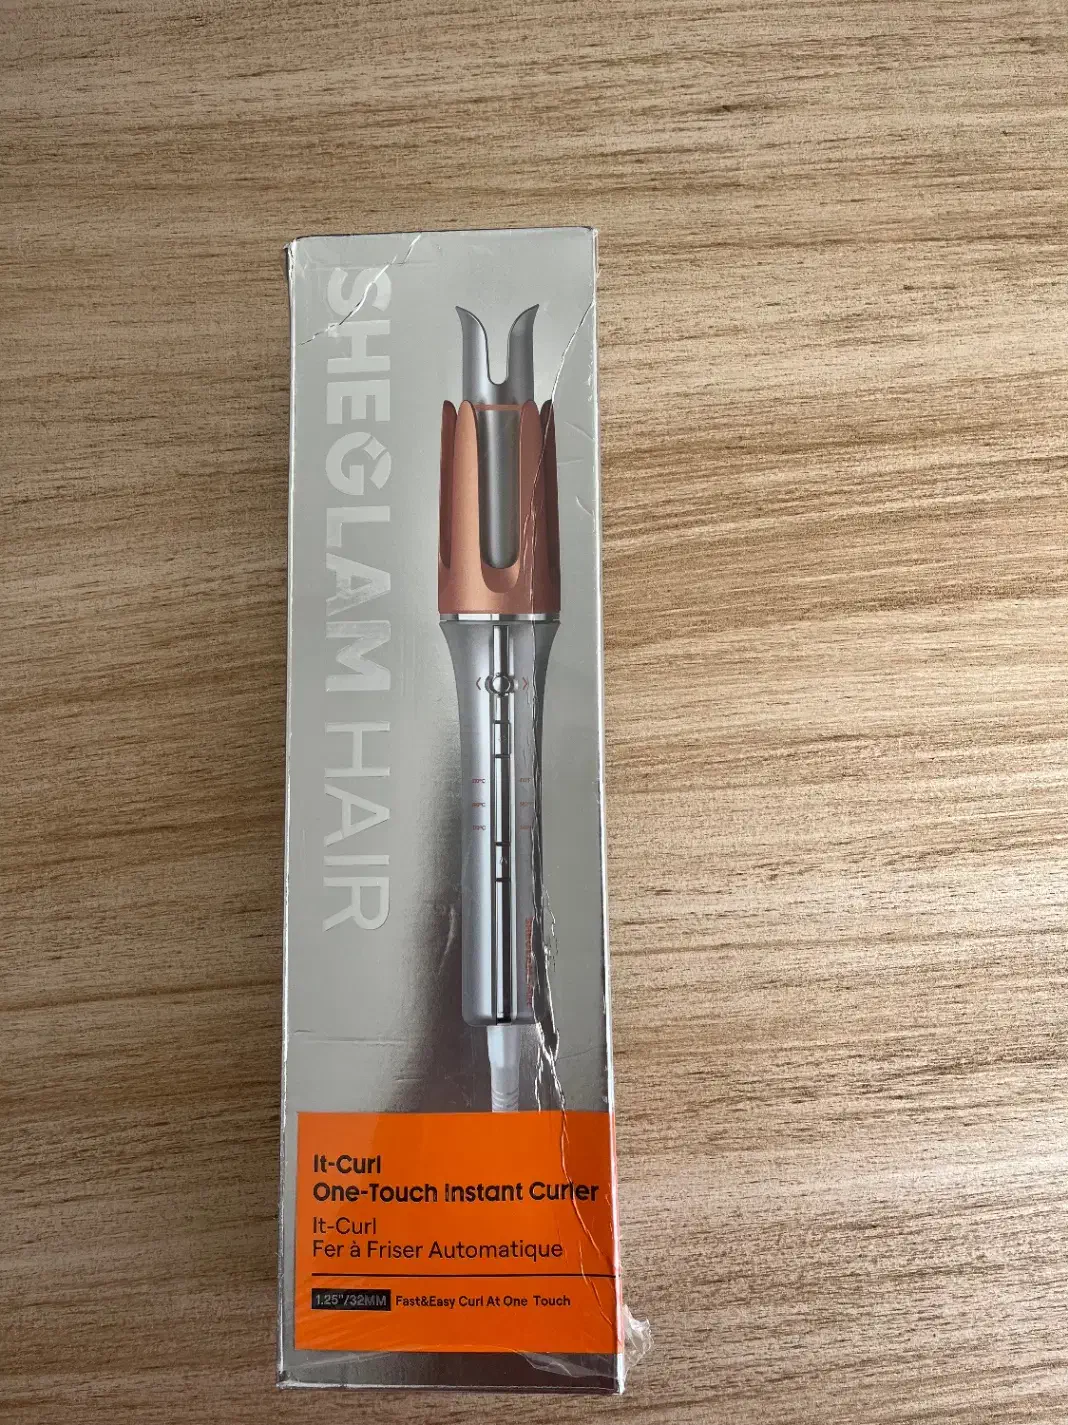 SHEGLAM HAIR
It-Curl
One-Touch Instant Curler
It-Curl
Fer à Friser Automatique
1.25"/32MM Fast&Easy Curl At One Touch